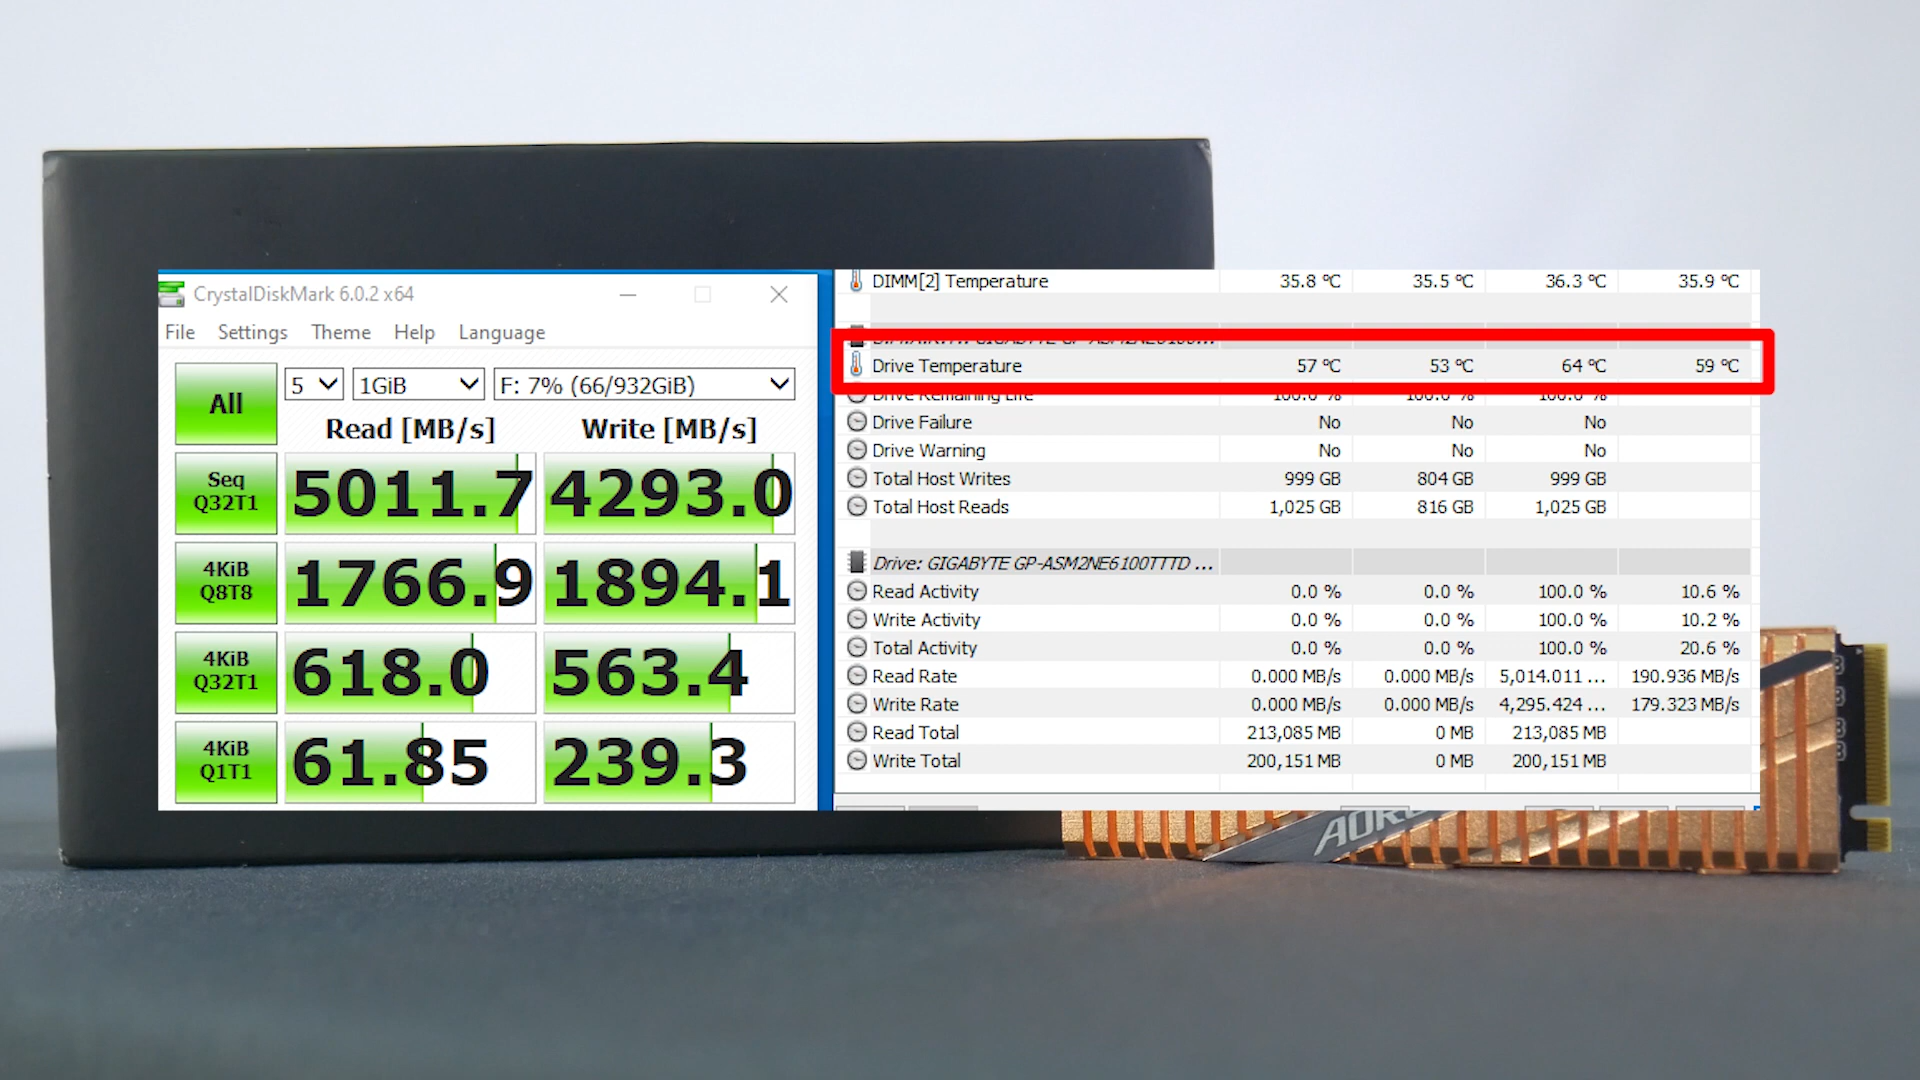 CrystalDiskMark 6.0.2 x64
File Settings Theme Help Language
All 5 1GiB F: 7% (66/932GiB)
Read [MB/s] Write [MB/s]
Seq Q32T1 5011.7 4293.0
4KiB Q8T8 1766.9 1894.1
4KiB Q32T1 618.0 563.4
4KiB Q1T1 61.85 239.3
DIMM[2] Temperature 35.8 °C 35.5 °C 36.3 °C 35.9 °C
Drive Temperature 57 °C 53 °C 64 °C 59 °C
Drive Remaining Life 100.0 % 100.0 % 100.0 %
Drive Failure No No No
Drive Warning No No No
Total Host Writes 999 GB 804 GB 999 GB
Total Host Reads 1,025 GB 816 GB 1,025 GB
Drive: GIGABYTE GP-ASM2NE6100TTTD ...
Read Activity 0.0 % 0.0 % 100.0 % 10.6 %
Write Activity 0.0 % 0.0 % 100.0 % 10.2 %
Total Activity 0.0 % 0.0 % 100.0 % 20.6 %
Read Rate 0.000 MB/s 0.000 MB/s 5,014.011 ... 190.936 MB/s
Write Rate 0.000 MB/s 0.000 MB/s 4,295.424 ... 179.323 MB/s
Read Total 213,085 MB 0 MB 213,085 MB
Write Total 200,151 MB 0 MB 200,151 MB